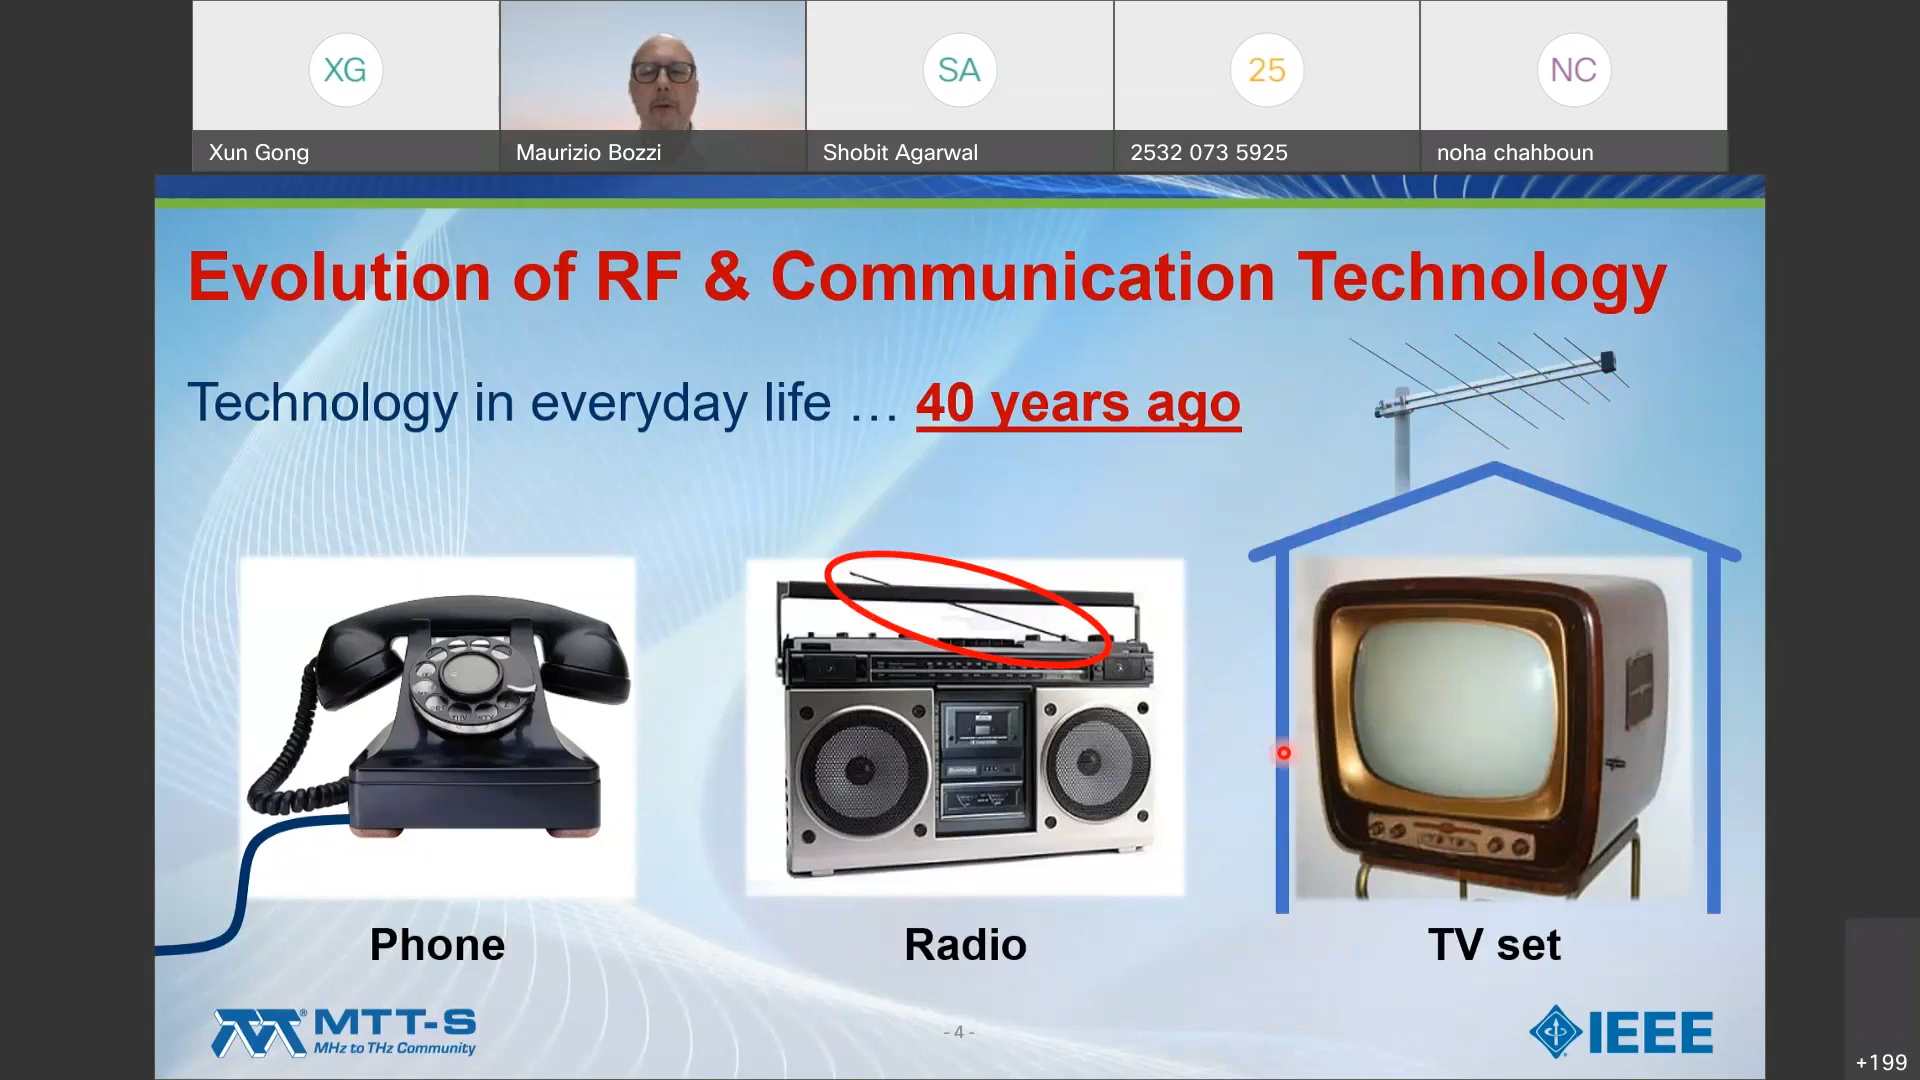 XG
SA
25
NC
Xun Gong
Maurizio Bozzi
Shobit Agarwal
2532 073 5925
noha chahboun
Evolution of RF & Communication Technology
Technology in everyday life … 40 years ago
Phone
Radio
TV set
MTT-S
MHz to THz Community
- 4 -
IEEE
+199